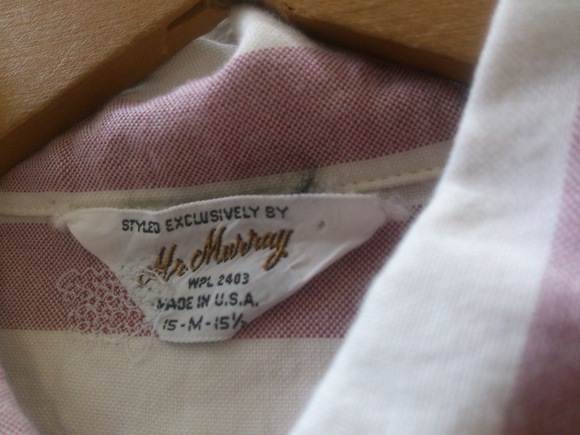 STYLED EXCLUSIVELY BY
Mr. Murray
WPL 2403
MADE IN U.S.A.
15-M-15½